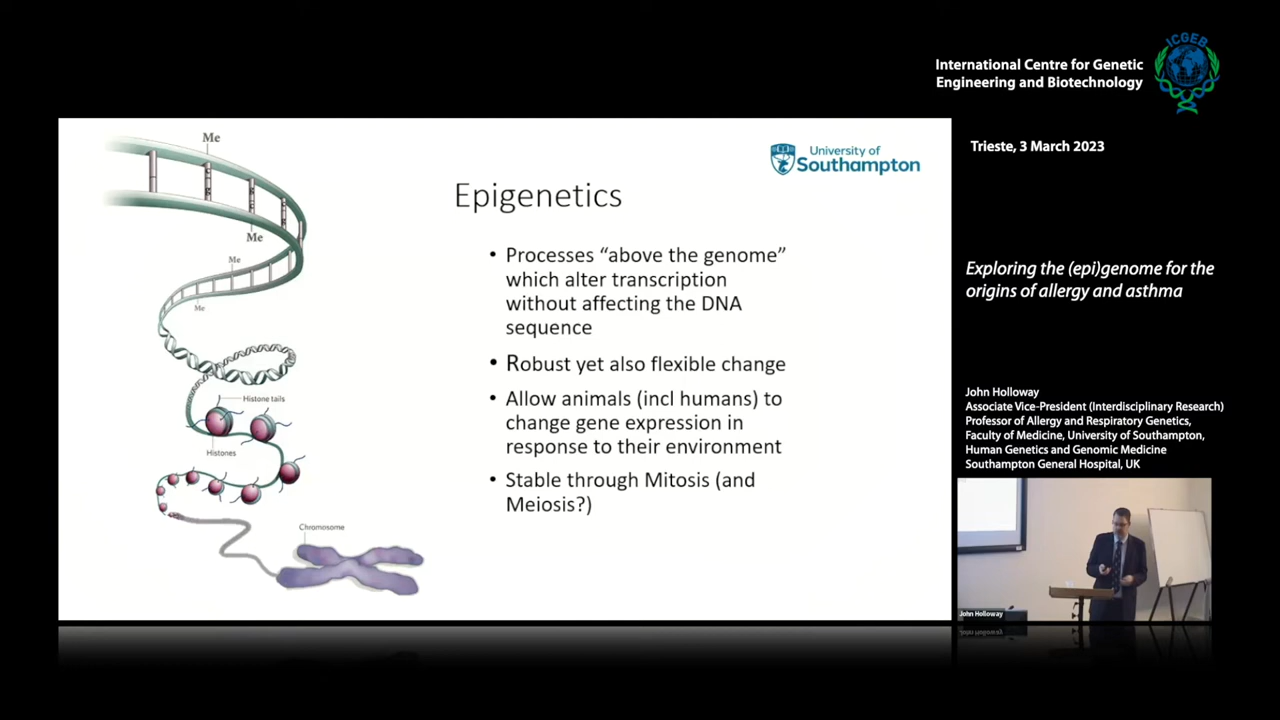 ICGEB
International Centre for Genetic
Engineering and Biotechnology
Trieste, 3 March 2023
Exploring the (epi)genome for the
origins of allergy and asthma
John Holloway
Associate Vice-President (Interdisciplinary Research)
Professor of Allergy and Respiratory Genetics,
Faculty of Medicine, University of Southampton,
Human Genetics and Genomic Medicine
Southampton General Hospital, UK
John Holloway
University of
Southampton
Epigenetics
• Processes “above the genome”
which alter transcription
without affecting the DNA
sequence
• Robust yet also flexible change
• Allow animals (incl humans) to
change gene expression in
response to their environment
• Stable through Mitosis (and
Meiosis?)
Me
Me
Me
Me
Histone tails
Histones
Chromosome